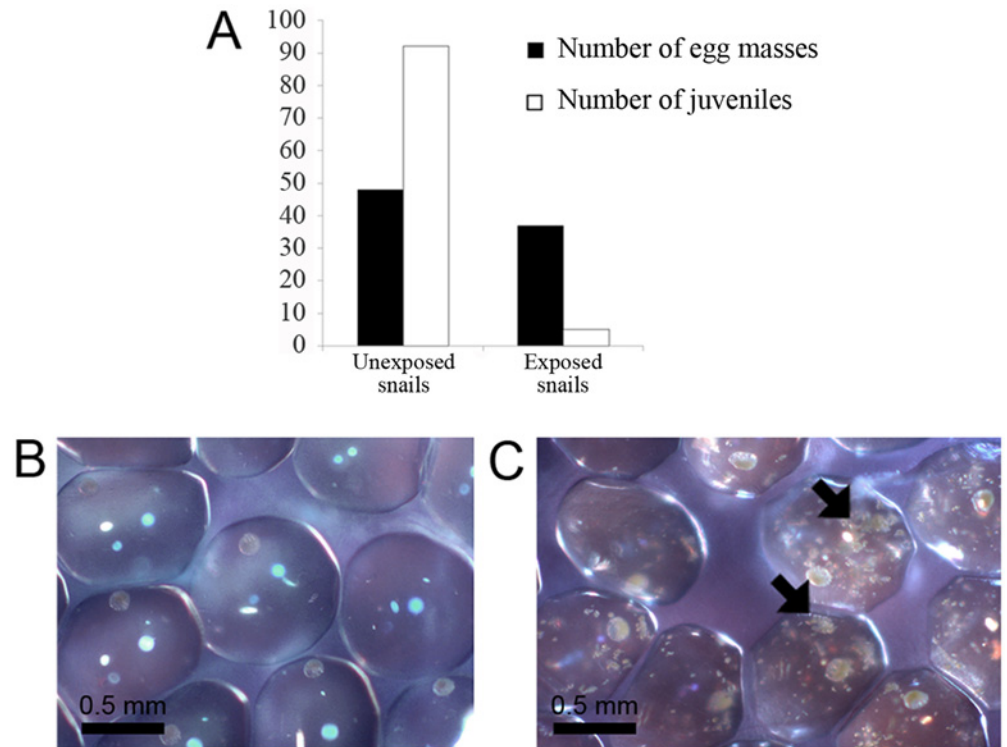 A
100
90
80
70
60
50
40
30
20
10
0
Number of egg masses
Number of juveniles
Unexposed
snails
Exposed
snails
B
0.5 mm
C
0.5 mm